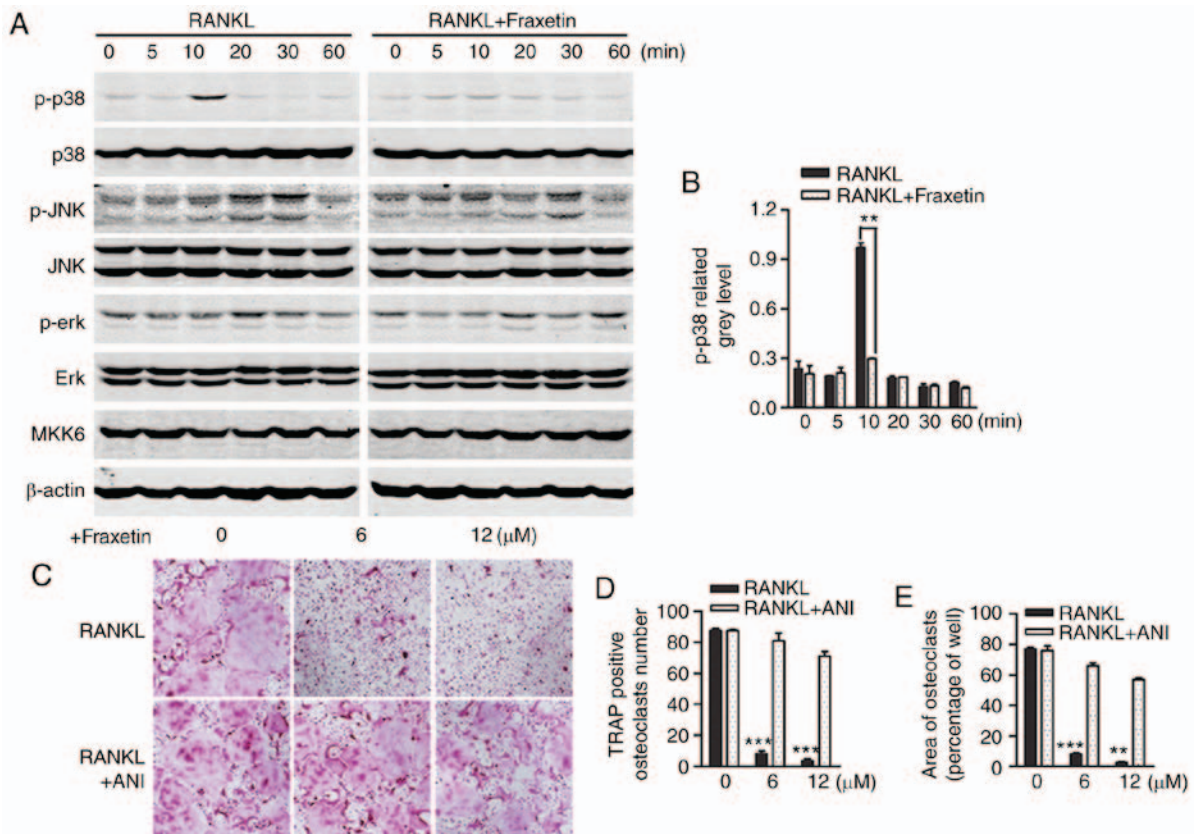 A
RANKL
RANKL+Fraxetin
0 5 10 20 30 60 0 5 10 20 30 60 (min)
p-p38
p38
p-JNK
JNK
p-erk
Erk
MKK6
β-actin
B
RANKL
RANKL+Fraxetin
p-p38 related
grey level
1.2
0.9
0.6
0.3
0.0
**
0 5 10 20 30 60 (min)
+Fraxetin 0 6 12 (μM)
C
RANKL
RANKL
+ANI
D
RANKL
RANKL+ANI
TRAP positive
osteoclasts number
100
80
60
40
20
0
***
***
0 6 12 (μM)
E
RANKL
RANKL+ANI
Area of osteoclasts
(percentage of well)
100
80
60
40
20
0
***
**
0 6 12 (μM)